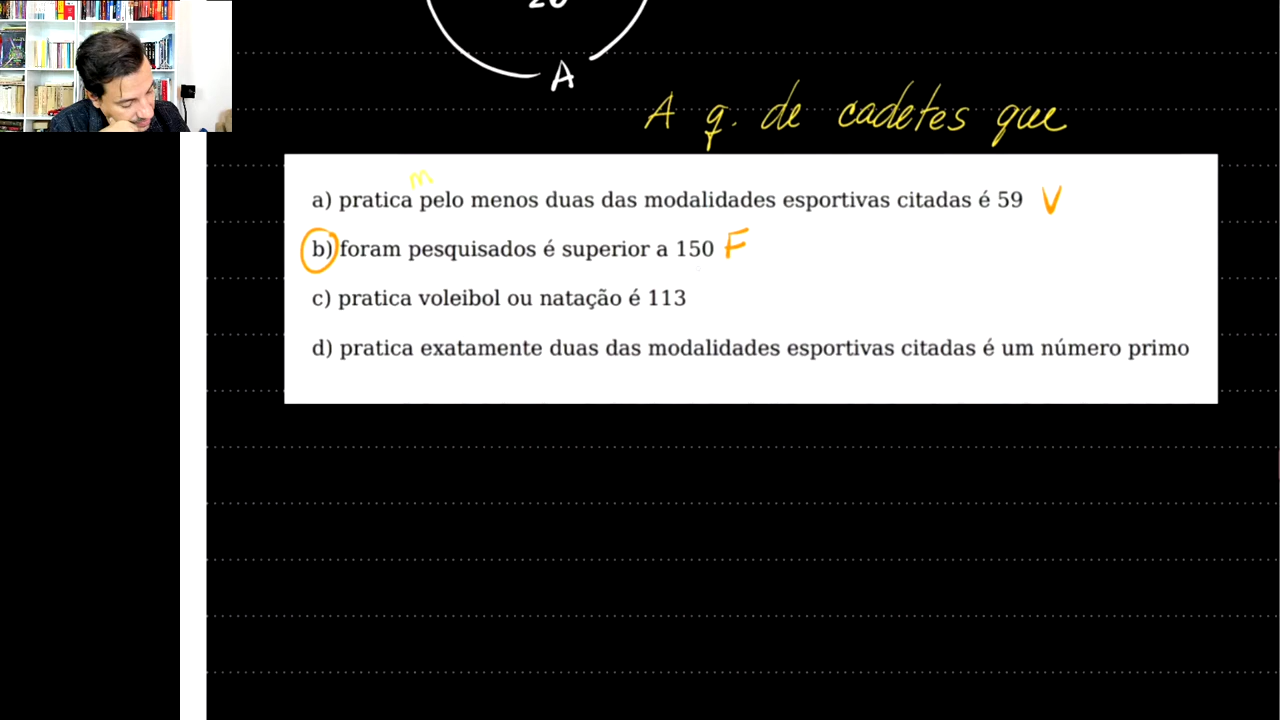 20
A
A q. de cadetes que
m
a) pratica pelo menos duas das modalidades esportivas citadas é 59 V
b) foram pesquisados é superior a 150 F
c) pratica voleibol ou natação é 113
d) pratica exatamente duas das modalidades esportivas citadas é um número primo